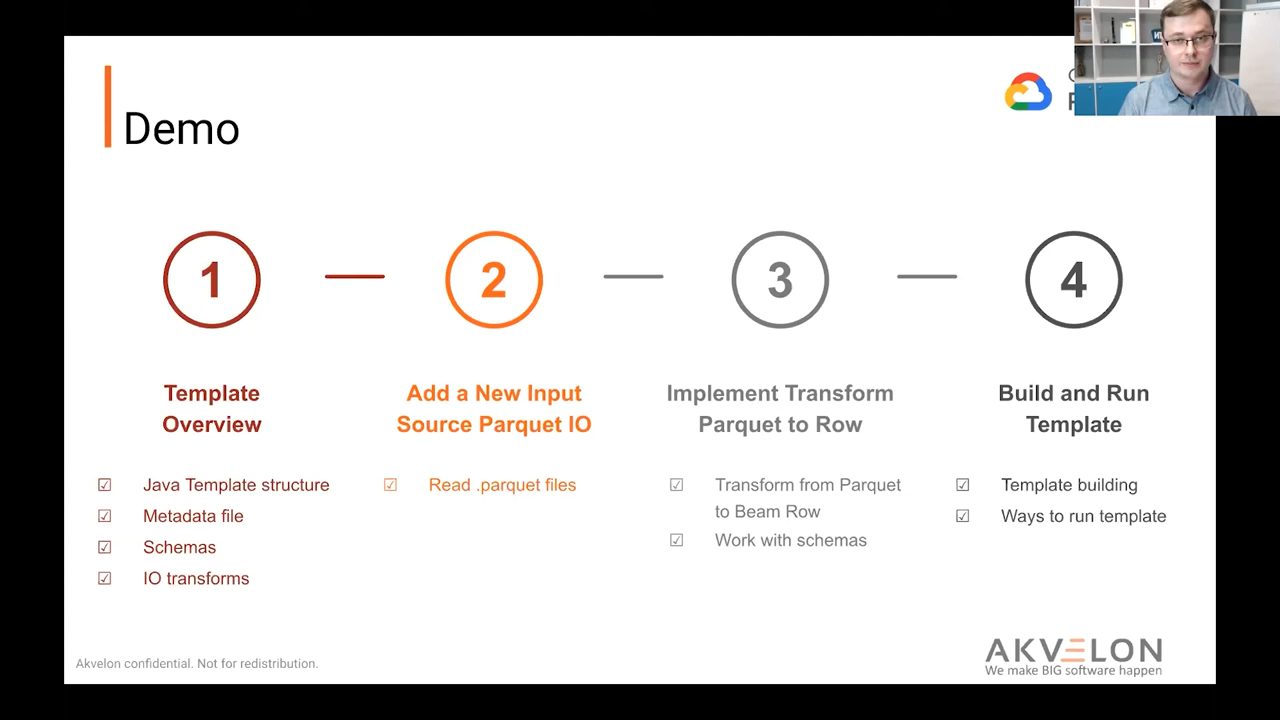 Demo
1
2
3
4
Template
Overview
Add a New Input
Source Parquet IO
Implement Transform
Parquet to Row
Build and Run
Template
☑ Java Template structure
☑ Metadata file
☑ Schemas
☑ IO transforms
☑ Read .parquet files
☑ Transform from Parquet
to Beam Row
☑ Work with schemas
☑ Template building
☑ Ways to run template
Akvelon confidential. Not for redistribution.
AKVELON
We make BIG software happen